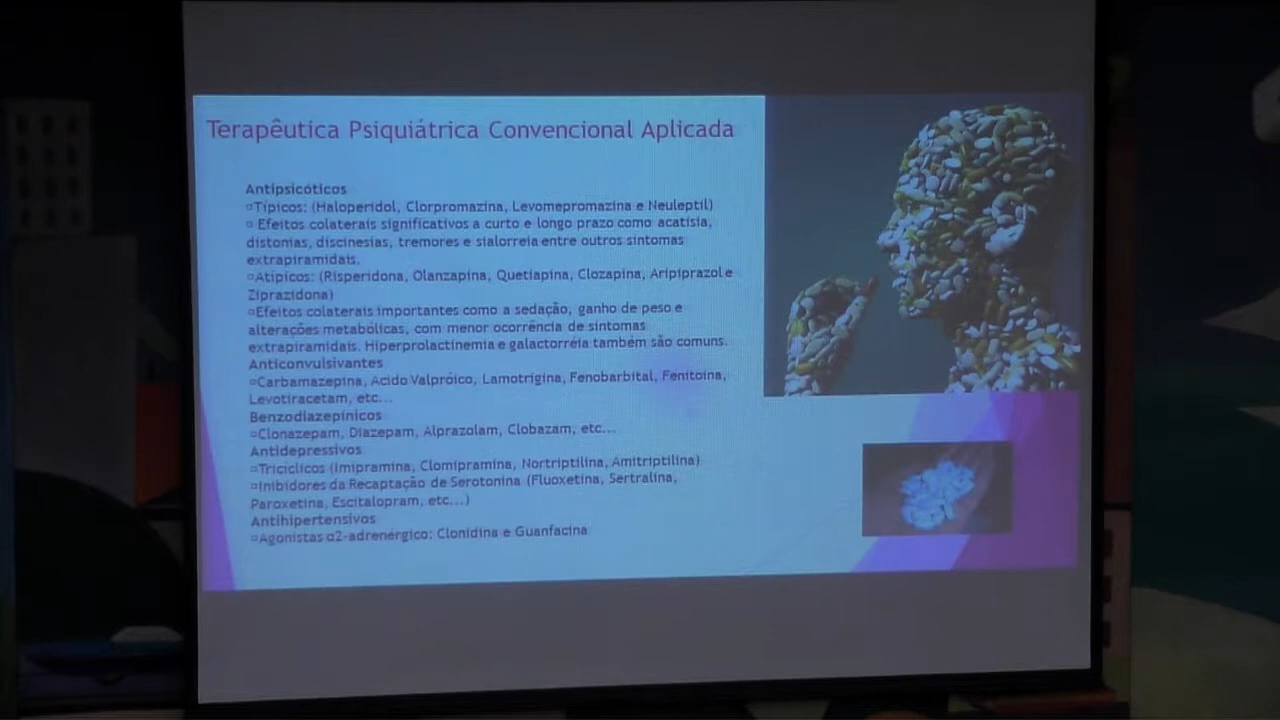 Terapêutica Psiquiátrica Convencional Aplicada
Antipsicóticos
▫Típicos: (Haloperidol, Clorpromazina, Levomepromazina e Neuleptil)
▫ Efeitos colaterais significativos a curto e longo prazo como acatisia,
distonias, discinesias, tremores e sialorreia entre outros sintomas
extrapiramidais.
▫Atípicos: (Risperidona, Olanzapina, Quetiapina, Clozapina, Aripiprazol e
Ziprazidona)
▫Efeitos colaterais importantes como a sedação, ganho de peso e
alterações metabólicas, com menor ocorrência de sintomas
extrapiramidais. Hiperprolactinemia e galactorréia também são comuns.
Anticonvulsivantes
▫Carbamazepina, Acido Valpróico, Lamotrigina, Fenobarbital, Fenitoína,
Levotiracetam, etc...
Benzodiazepínicos
▫Clonazepam, Diazepam, Alprazolam, Clobazam, etc...
Antidepressivos
▫Tricíclicos (Imipramina, Clomipramina, Nortriptilina, Amitriptilina)
▫Inibidores da Recaptação de Serotonina (Fluoxetina, Sertralina,
Paroxetina, Escitalopram, etc...)
Antihipertensivos
▫Agonistas α2-adrenérgico: Clonidina e Guanfacina